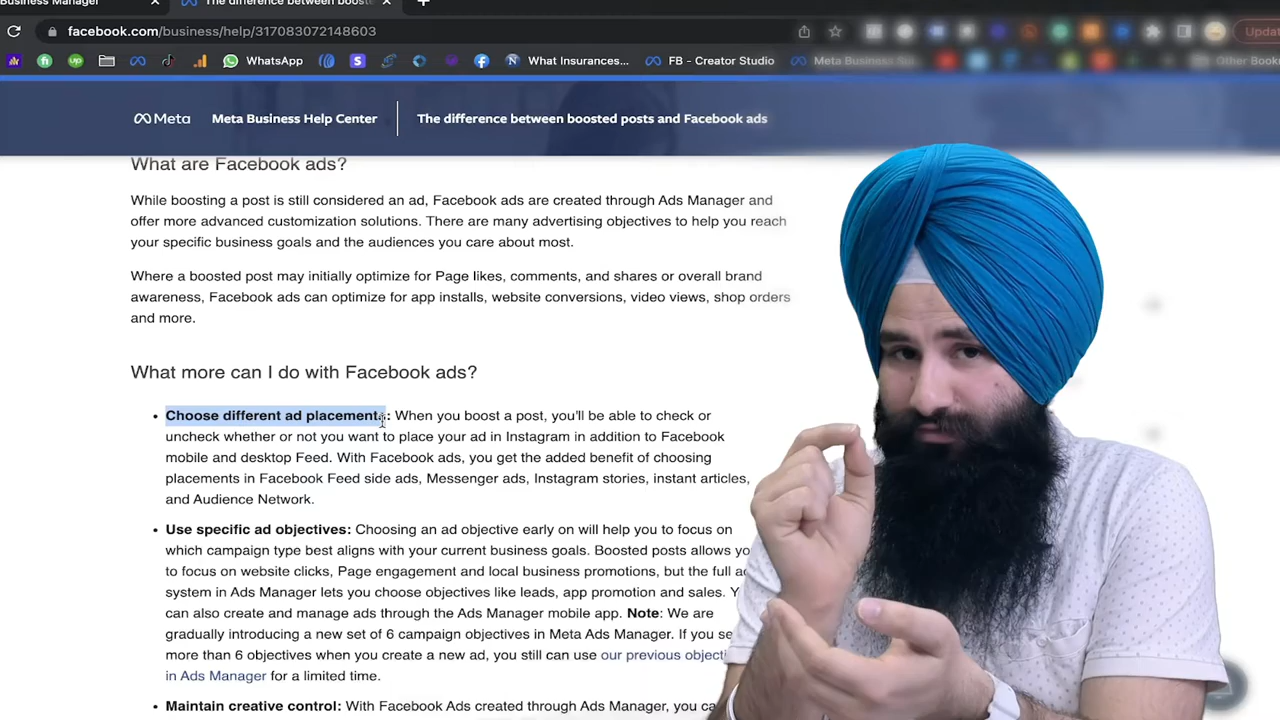 Business Manager
The difference between booste
facebook.com/business/help/317083072148603
Updat
WhatsApp
What Insurances...
FB - Creator Studio
Meta Business Su
Other Book
Meta
Meta Business Help Center
The difference between boosted posts and Facebook ads
What are Facebook ads?
While boosting a post is still considered an ad, Facebook ads are created through Ads Manager and
offer more advanced customization solutions. There are many advertising objectives to help you reach
your specific business goals and the audiences you care about most.
Where a boosted post may initially optimize for Page likes, comments, and shares or overall brand
awareness, Facebook ads can optimize for app installs, website conversions, video views, shop orders
and more.
What more can I do with Facebook ads?
• Choose different ad placements: When you boost a post, you'll be able to check or
uncheck whether or not you want to place your ad in Instagram in addition to Facebook
mobile and desktop Feed. With Facebook ads, you get the added benefit of choosing
placements in Facebook Feed side ads, Messenger ads, Instagram stories, instant articles,
and Audience Network.
• Use specific ad objectives: Choosing an ad objective early on will help you to focus on
which campaign type best aligns with your current business goals. Boosted posts allows yo
to focus on website clicks, Page engagement and local business promotions, but the full ad
system in Ads Manager lets you choose objectives like leads, app promotion and sales. Y
can also create and manage ads through the Ads Manager mobile app. Note: We are
gradually introducing a new set of 6 campaign objectives in Meta Ads Manager. If you se
more than 6 objectives when you create a new ad, you still can use our previous objecti
in Ads Manager for a limited time.
• Maintain creative control: With Facebook Ads created through Ads Manager, you ca